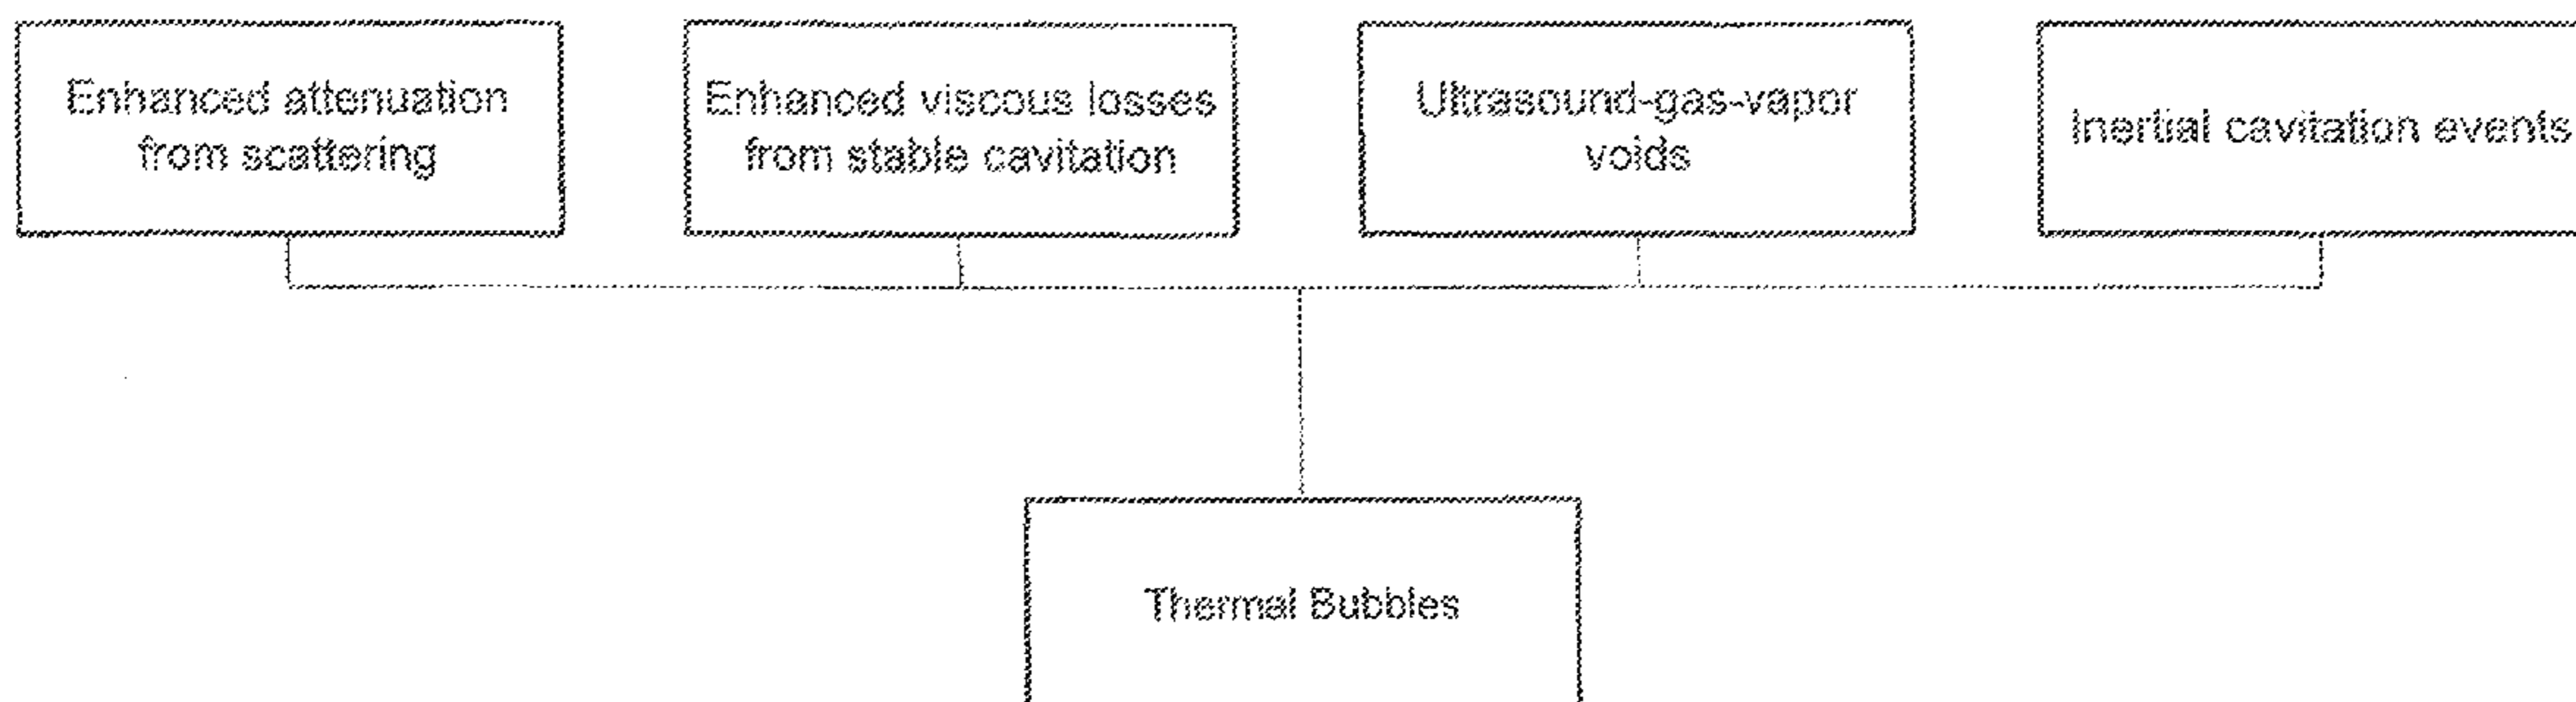 Enhanced attenuation
from scattering
Enhanced viscous losses
from stable cavitation
Ultrasound-gas-vapor
voids
Inertial cavitation events
Thermal Bubbles